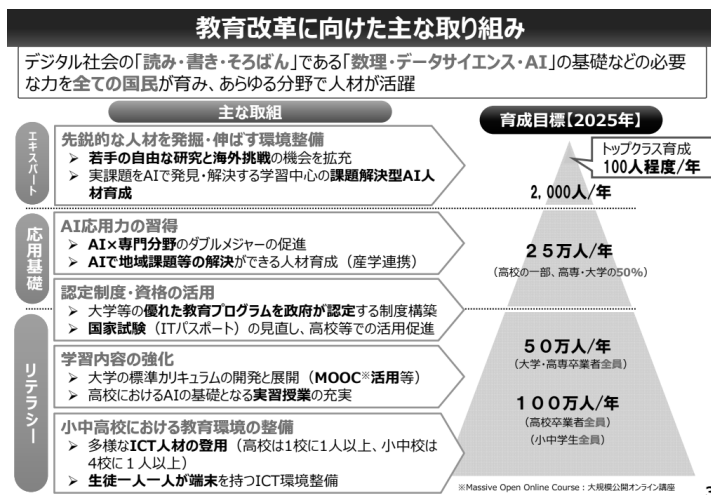 教育改革に向けた主な取り組み
デジタル社会の「読み・書き・そろばん」である「数理・データサイエンス・AI」の基礎などの必要
な力を全ての国民が育み、あらゆる分野で人材が活躍
主な取組
育成目標【2025年】
エキスパート
先鋭的な人材を発掘・伸ばす環境整備
➢ 若手の自由な研究と海外挑戦の機会を拡充
➢ 実課題をAIで発見・解決する学習中心の課題解決型AI人
材育成
トップクラス育成
100人程度/年
2,000人/年
応用基礎
AI応用力の習得
➢ AI×専門分野のダブルメジャーの促進
➢ AIで地域課題等の解決ができる人材育成（産学連携）
25万人/年
（高校の一部、高専・大学の50%）
認定制度・資格の活用
➢ 大学等の優れた教育プログラムを政府が認定する制度構築
➢ 国家試験（ITパスポート）の見直し、高校等での活用促進
リテラシー
学習内容の強化
➢ 大学の標準カリキュラムの開発と展開（MOOC※活用等）
➢ 高校におけるAIの基礎となる実習授業の充実
50万人/年
（大学・高専卒業者全員）
100万人/年
（高校卒業者全員）
（小中学生全員）
小中高校における教育環境の整備
➢ 多様なICT人材の登用（高校は1校に1人以上、小中校は
4校に１人以上）
➢ 生徒一人一人が端末を持つICT環境整備
※Massive Open Online Course：大規模公開オンライン講座